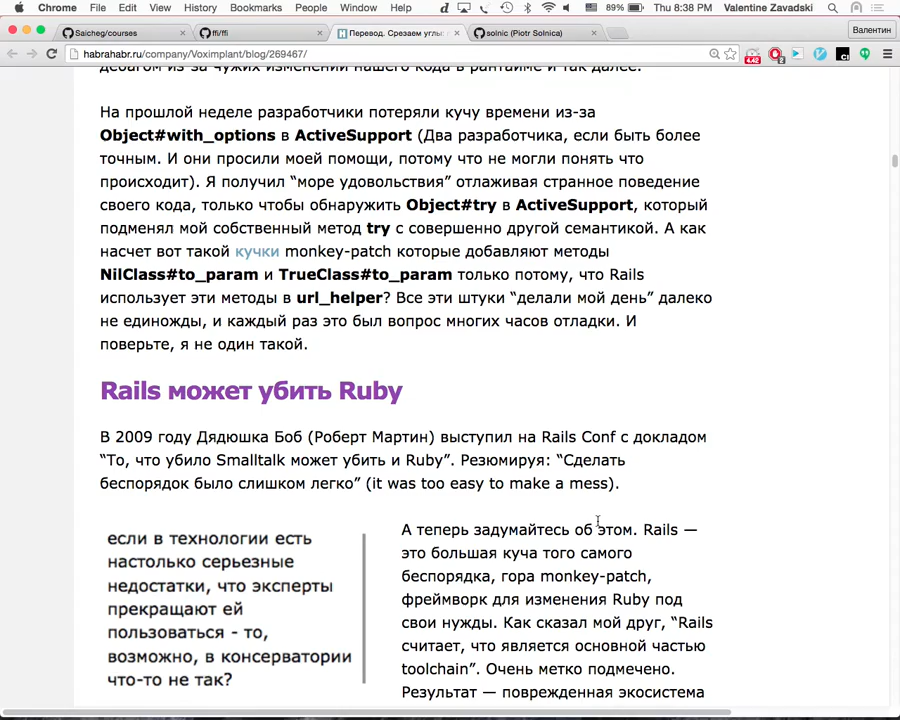 Chrome File Edit View History Bookmarks People Window Help 89% Thu 8:38 PM Valentine Zavadski
Saicheg/courses ffi/ffi Перевод. Срезаем углы: solnic (Piotr Solnica) Валентин
habrahabr.ru/company/Voximplant/blog/269467/
дебагом из-за чужих изменений нашего кода в рантайме и так далее.
На прошлой неделе разработчики потеряли кучу времени из-за
Object#with_options в ActiveSupport (Два разработчика, если быть более
точным. И они просили моей помощи, потому что не могли понять что
происходит). Я получил “море удовольствия” отлаживая странное поведение
своего кода, только чтобы обнаружить Object#try в ActiveSupport, который
подменял мой собственный метод try с совершенно другой семантикой. А как
насчет вот такой кучки monkey-patch которые добавляют методы
NilClass#to_param и TrueClass#to_param только потому, что Rails
использует эти методы в url_helper? Все эти штуки “делали мой день” далеко
не единожды, и каждый раз это был вопрос многих часов отладки. И
поверьте, я не один такой.
Rails может убить Ruby
В 2009 году Дядюшка Боб (Роберт Мартин) выступил на Rails Conf с докладом
“То, что убило Smalltalk может убить и Ruby”. Резюмируя: “Сделать
беспорядок было слишком легко” (it was too easy to make a mess).
если в технологии есть
настолько серьезные
недостатки, что эксперты
прекращают ей
пользоваться - то,
возможно, в консерватории
что-то не так?
А теперь задумайтесь об этом. Rails —
это большая куча того самого
беспорядка, гора monkey-patch,
фреймворк для изменения Ruby под
свои нужды. Как сказал мой друг, “Rails
считает, что является основной частью
toolchain”. Очень метко подмечено.
Результат — поврежденная экосистема